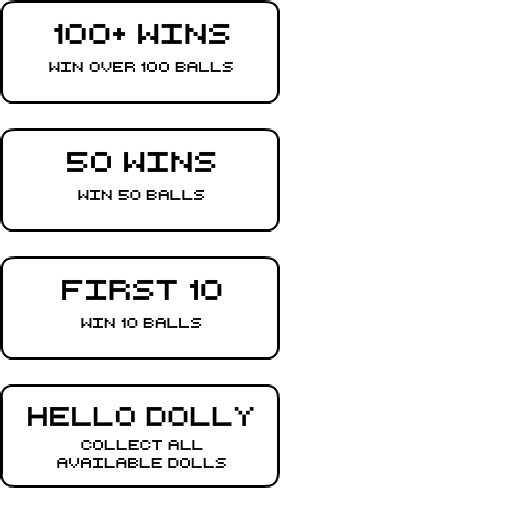 100+ WINS
WIN OVER 100 BALLS
50 WINS
WIN 50 BALLS
FIRST 10
WIN 10 BALLS
HELLO DOLLY
COLLECT ALL
AVAILABLE DOLLS